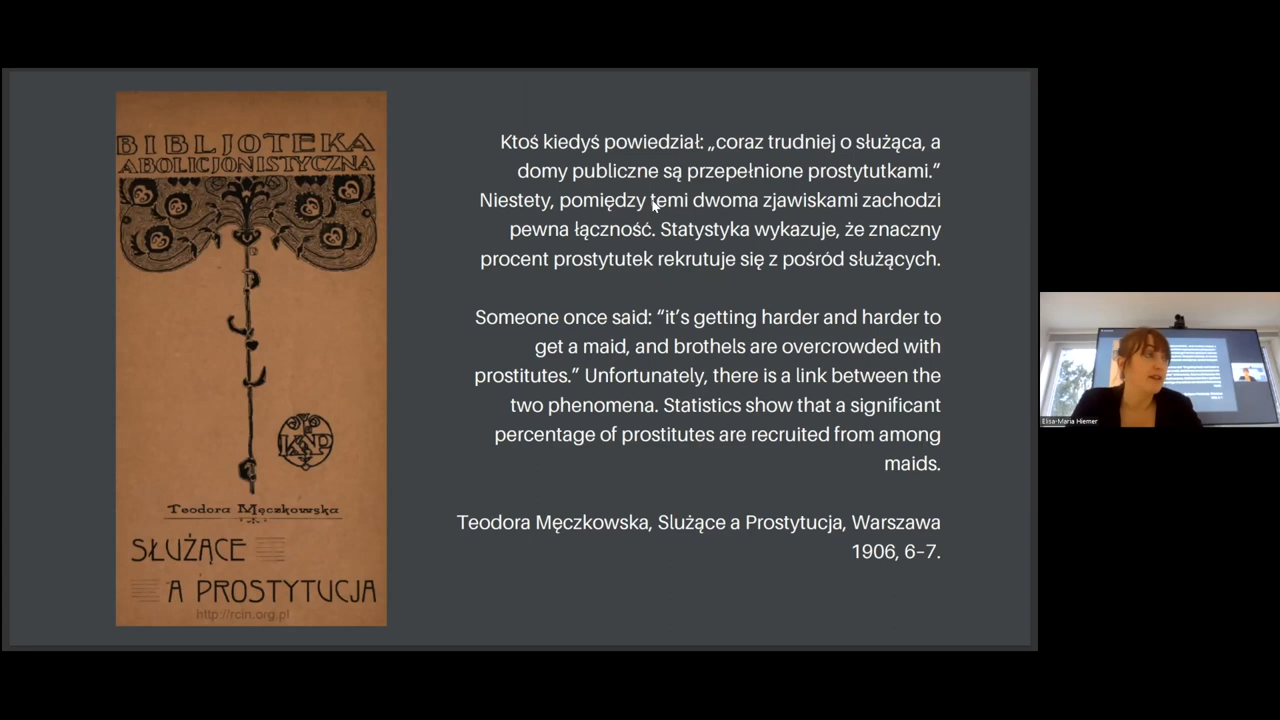 BIBLJOTEKA
ABOLICJONISTYCZNA
KNP
Teodora Męczkowska
SŁUŻĄCE
A PROSTYTUCJA
http://rcin.org.pl
Ktoś kiedyś powiedział: „coraz trudniej o służąca, a
domy publiczne są przepełnione prostytutkami.”
Niestety, pomiędzy temi dwoma zjawiskami zachodzi
pewna łączność. Statystyka wykazuje, że znaczny
procent prostytutek rekrutuje się z pośród służących.
Someone once said: “it’s getting harder and harder to
get a maid, and brothels are overcrowded with
prostitutes.” Unfortunately, there is a link between the
two phenomena. Statistics show that a significant
percentage of prostitutes are recruited from among
maids.
Teodora Męczkowska, Slużące a Prostytucja, Warszawa
1906, 6–7.
Elisa-Maria Hiemer